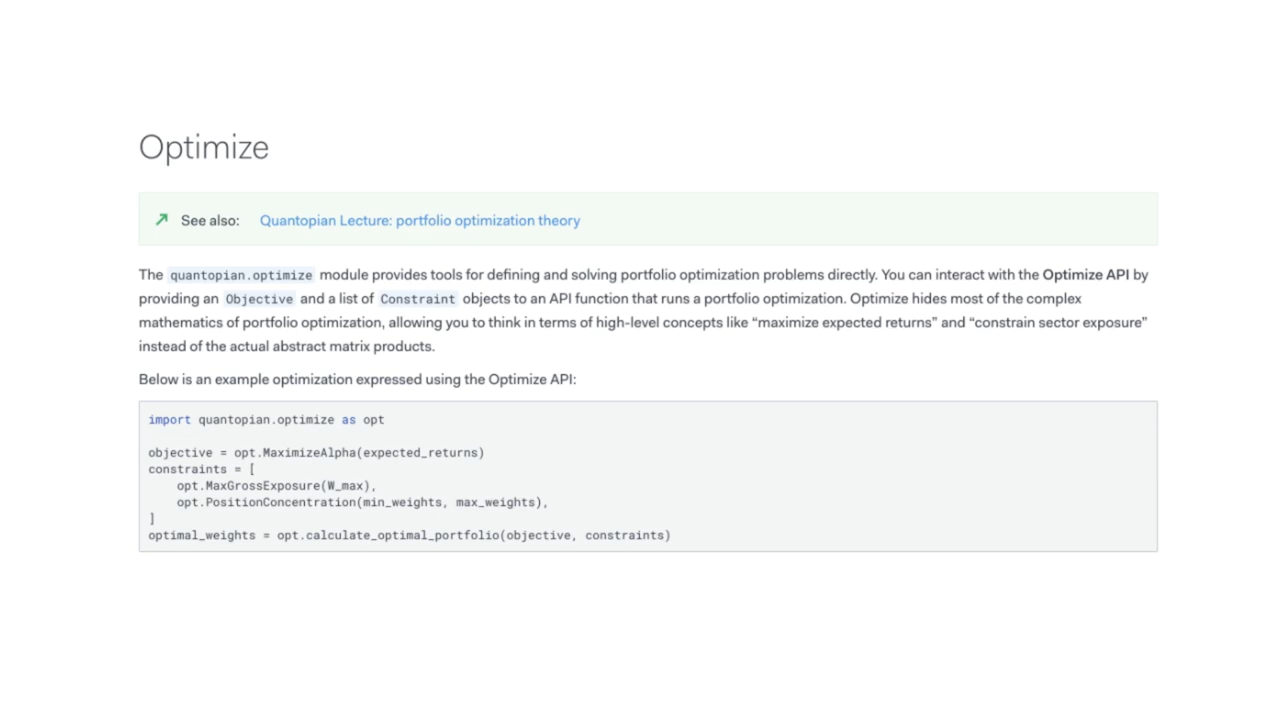 Optimize
See also: Quantopian Lecture: portfolio optimization theory
The quantopian.optimize module provides tools for defining and solving portfolio optimization problems directly. You can interact with the Optimize API by
providing an Objective and a list of Constraint objects to an API function that runs a portfolio optimization. Optimize hides most of the complex
mathematics of portfolio optimization, allowing you to think in terms of high-level concepts like “maximize expected returns” and “constrain sector exposure”
instead of the actual abstract matrix products.
Below is an example optimization expressed using the Optimize API:
import quantopian.optimize as opt
objective = opt.MaximizeAlpha(expected_returns)
constraints = [
    opt.MaxGrossExposure(W_max),
    opt.PositionConcentration(min_weights, max_weights),
]
optimal_weights = opt.calculate_optimal_portfolio(objective, constraints)